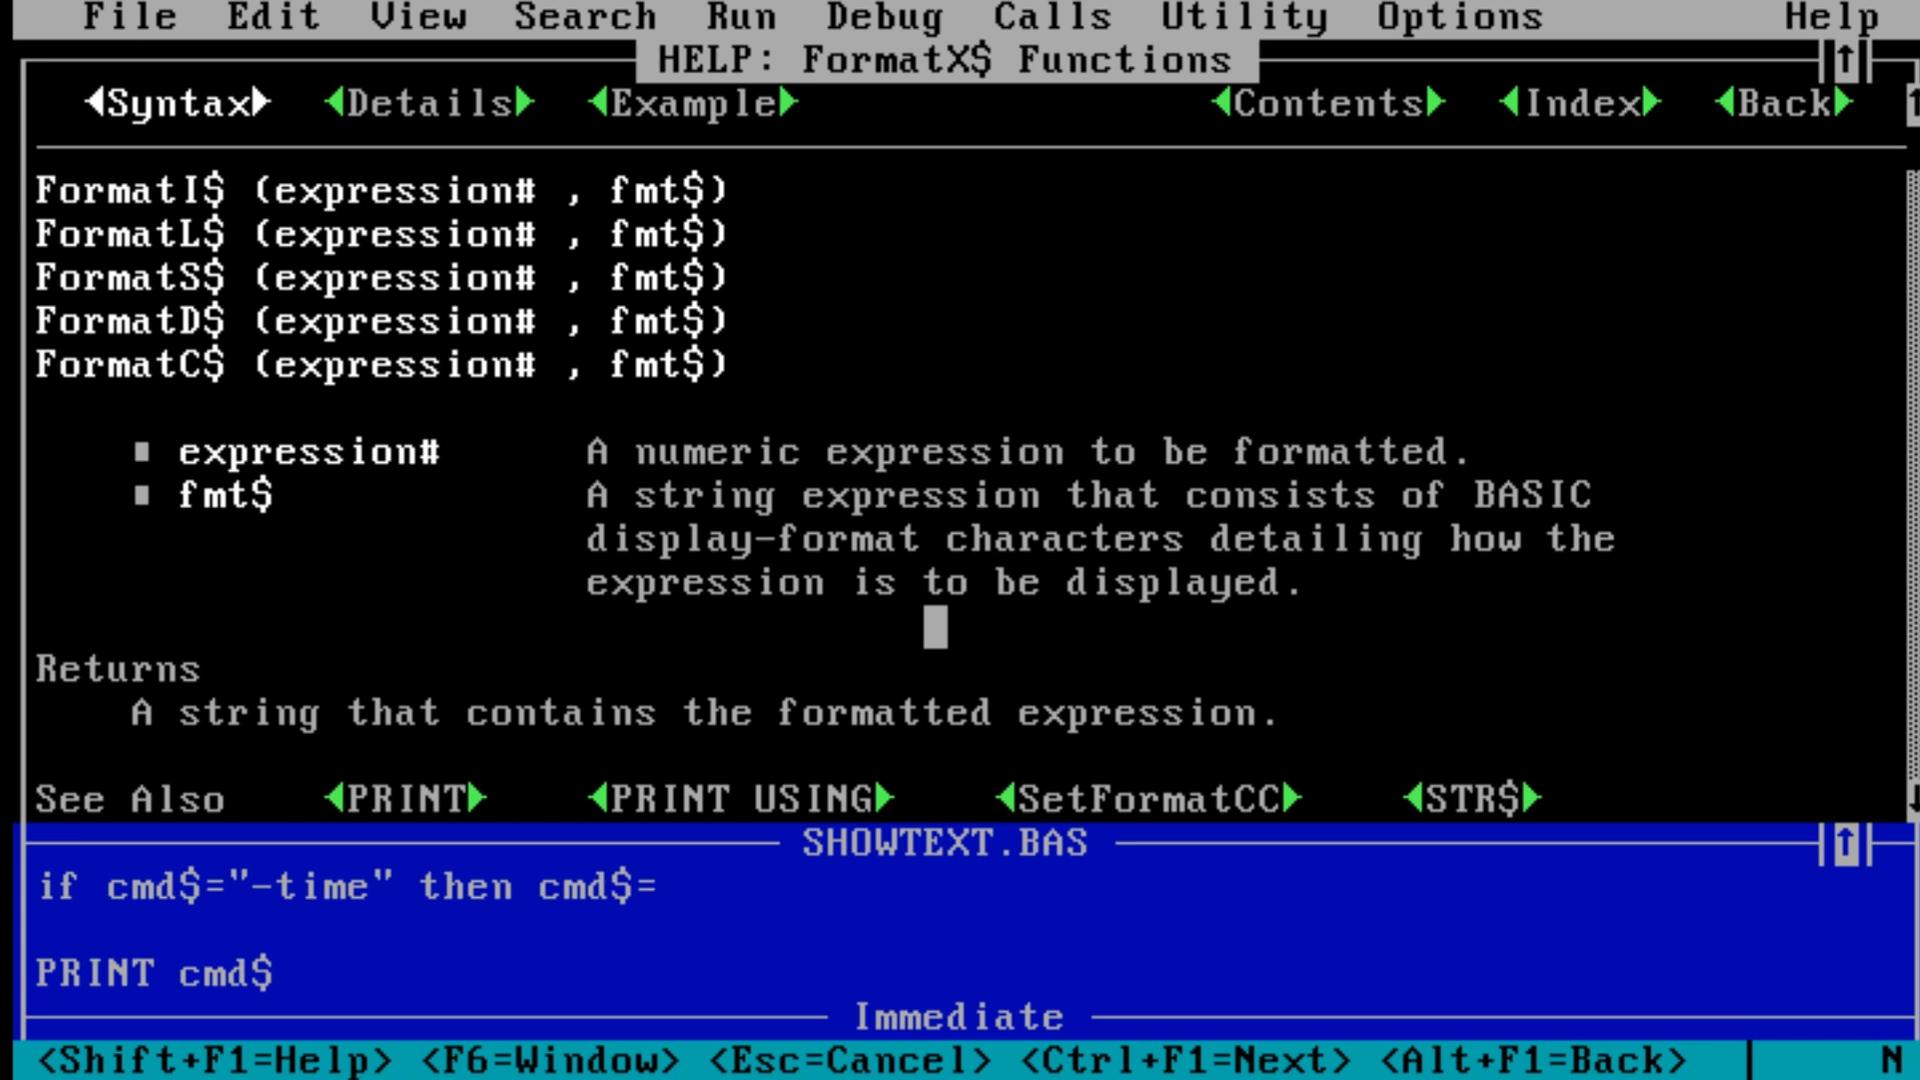 File Edit View Search Run Debug Calls Utility Options Help
HELP: FormatX$ Functions
◄Syntax► ◄Details► ◄Example► ◄Contents► ◄Index► ◄Back►
FormatI$ (expression# , fmt$)
FormatL$ (expression# , fmt$)
FormatS$ (expression# , fmt$)
FormatD$ (expression# , fmt$)
FormatC$ (expression# , fmt$)
■ expression# A numeric expression to be formatted.
■ fmt$ A string expression that consists of BASIC
display-format characters detailing how the
expression is to be displayed.
Returns
A string that contains the formatted expression.
See Also ◄PRINT► ◄PRINT USING► ◄SetFormatCC► ◄STR$►
SHOWTEXT.BAS
if cmd$="-time" then cmd$=
PRINT cmd$
Immediate
<Shift+F1=Help> <F6=Window> <Esc=Cancel> <Ctrl+F1=Next> <Alt+F1=Back> N